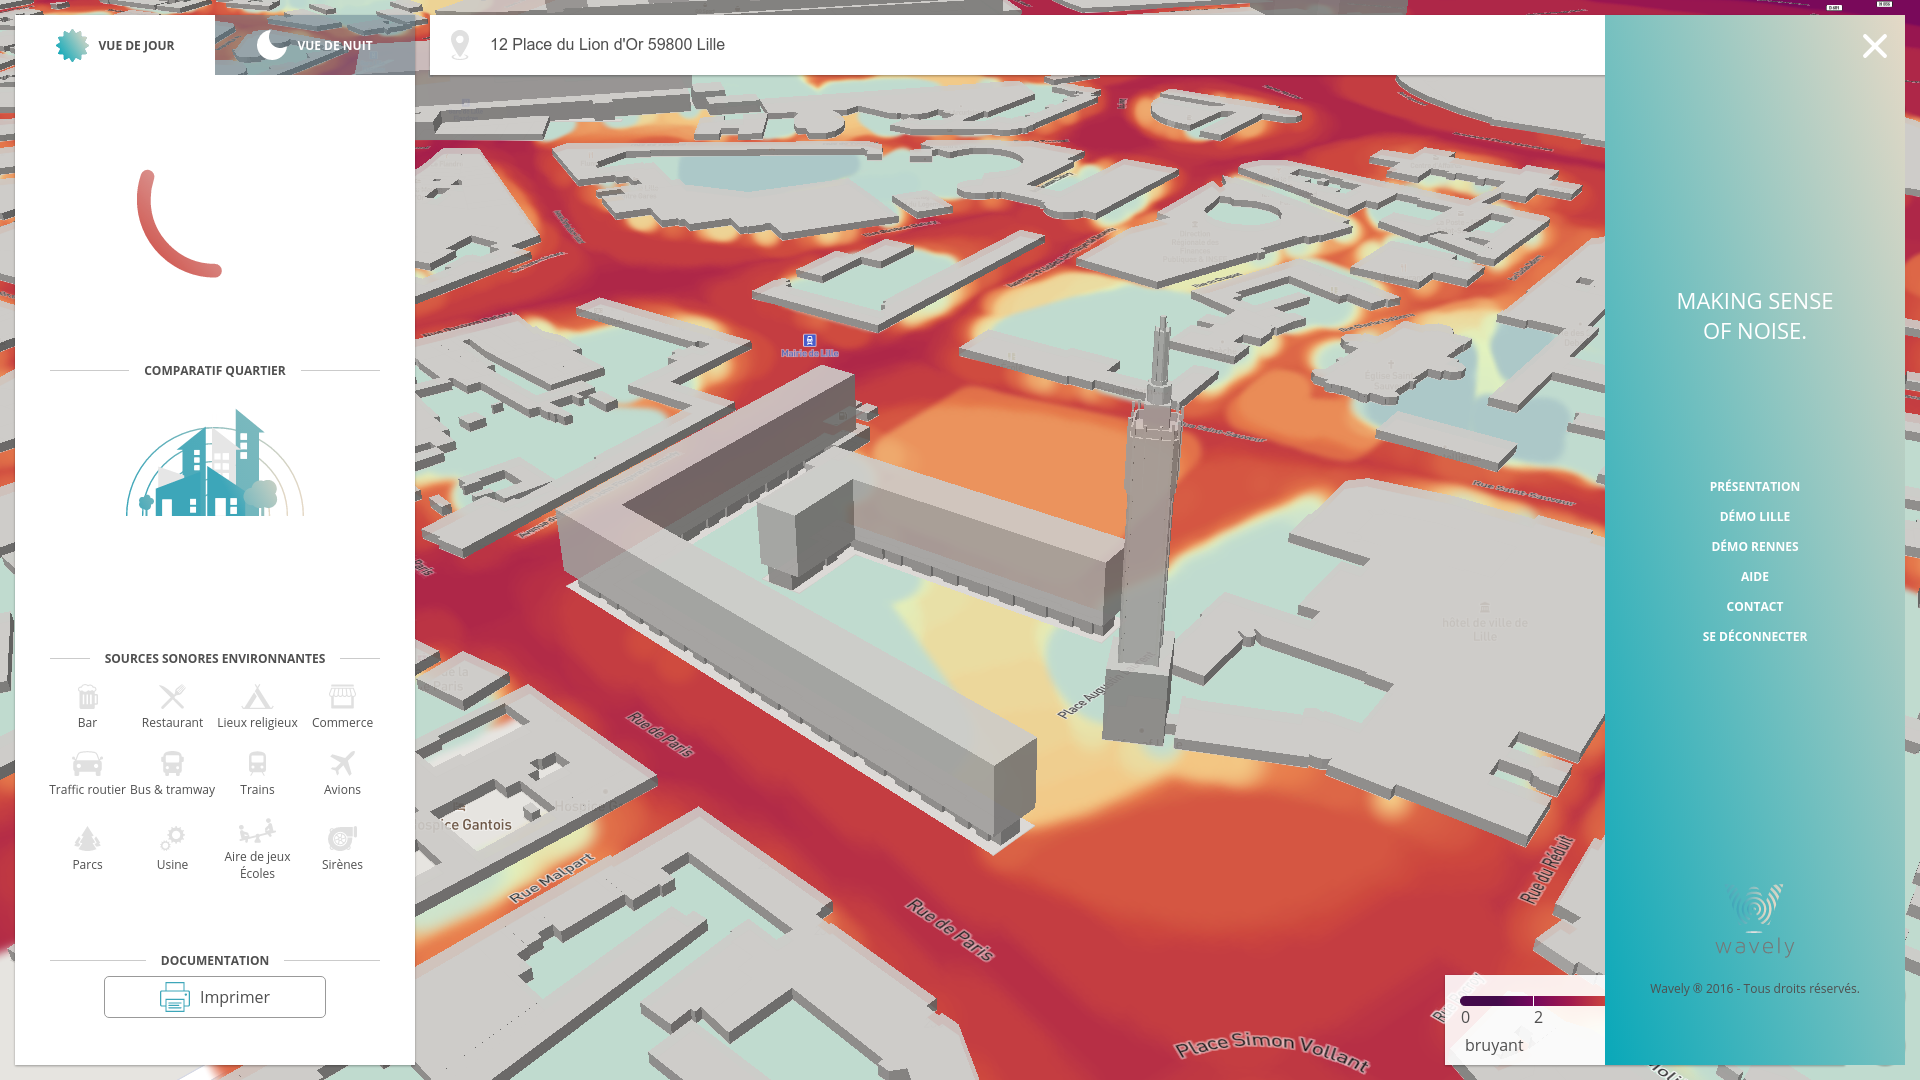 VUE DE JOUR
VUE DE NUIT
12 Place du Lion d'Or 59800 Lille
COMPARATIF QUARTIER
SOURCES SONORES ENVIRONNANTES
Bar
Restaurant
Lieux religieux
Commerce
Traffic routier
Bus & tramway
Trains
Avions
Parcs
Usine
Aire de jeux
Écoles
Sirènes
DOCUMENTATION
Imprimer
Mairie de Lille
hôtel de ville de
Lille
Rue de Paris
Rue Malpart
Rue de Paris
Rue du Réduit
Place Simon Vollant
Gantois
0
2
bruyant
MAKING SENSE
OF NOISE.
PRÉSENTATION
DÉMO LILLE
DÉMO RENNES
AIDE
CONTACT
SE DÉCONNECTER
wavely
Wavely ® 2016 - Tous droits réservés.